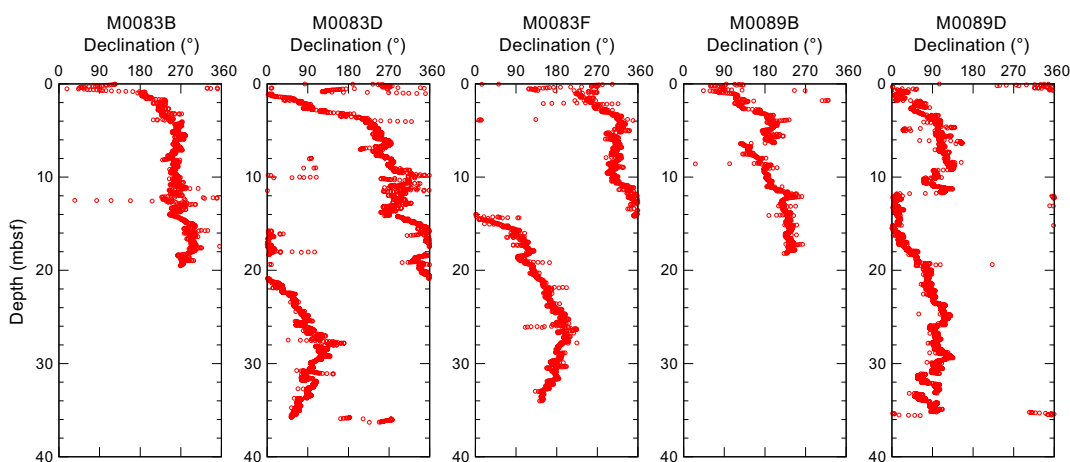 M0083B M0083D M0083F M0089B M0089D
Declination (°) Declination (°) Declination (°) Declination (°) Declination (°)
0 90 180 270 360 0 90 180 270 360 0 90 180 270 360 0 90 180 270 360 0 90 180 270 360
0 0 0 0 0
10 10 10 10 10
20 20 20 20 20
30 30 30 30 30
40 40 40 40 40
Depth (mbsf)